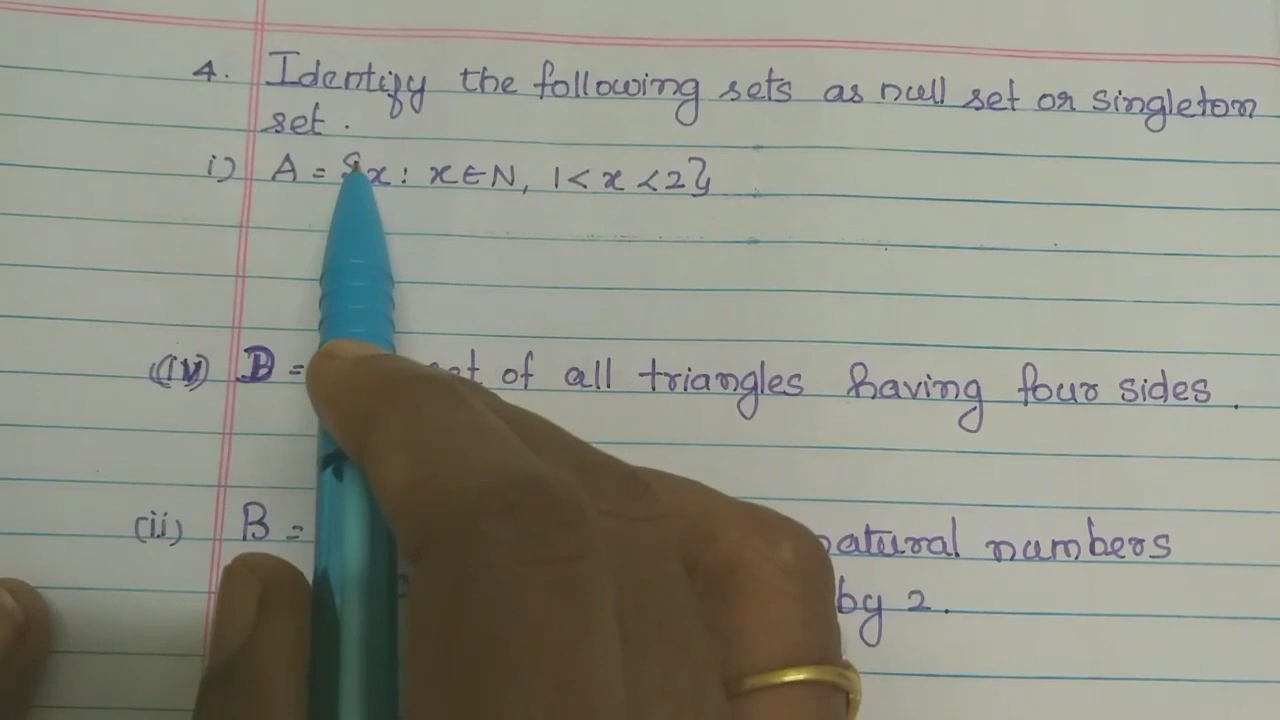 4. Identify the following sets as null set or singleton
set.
i) A = {x : x ∈ N, 1 < x < 2}
(iv) D = of all triangles having four sides.
(ii) B = natural numbers
by 2.